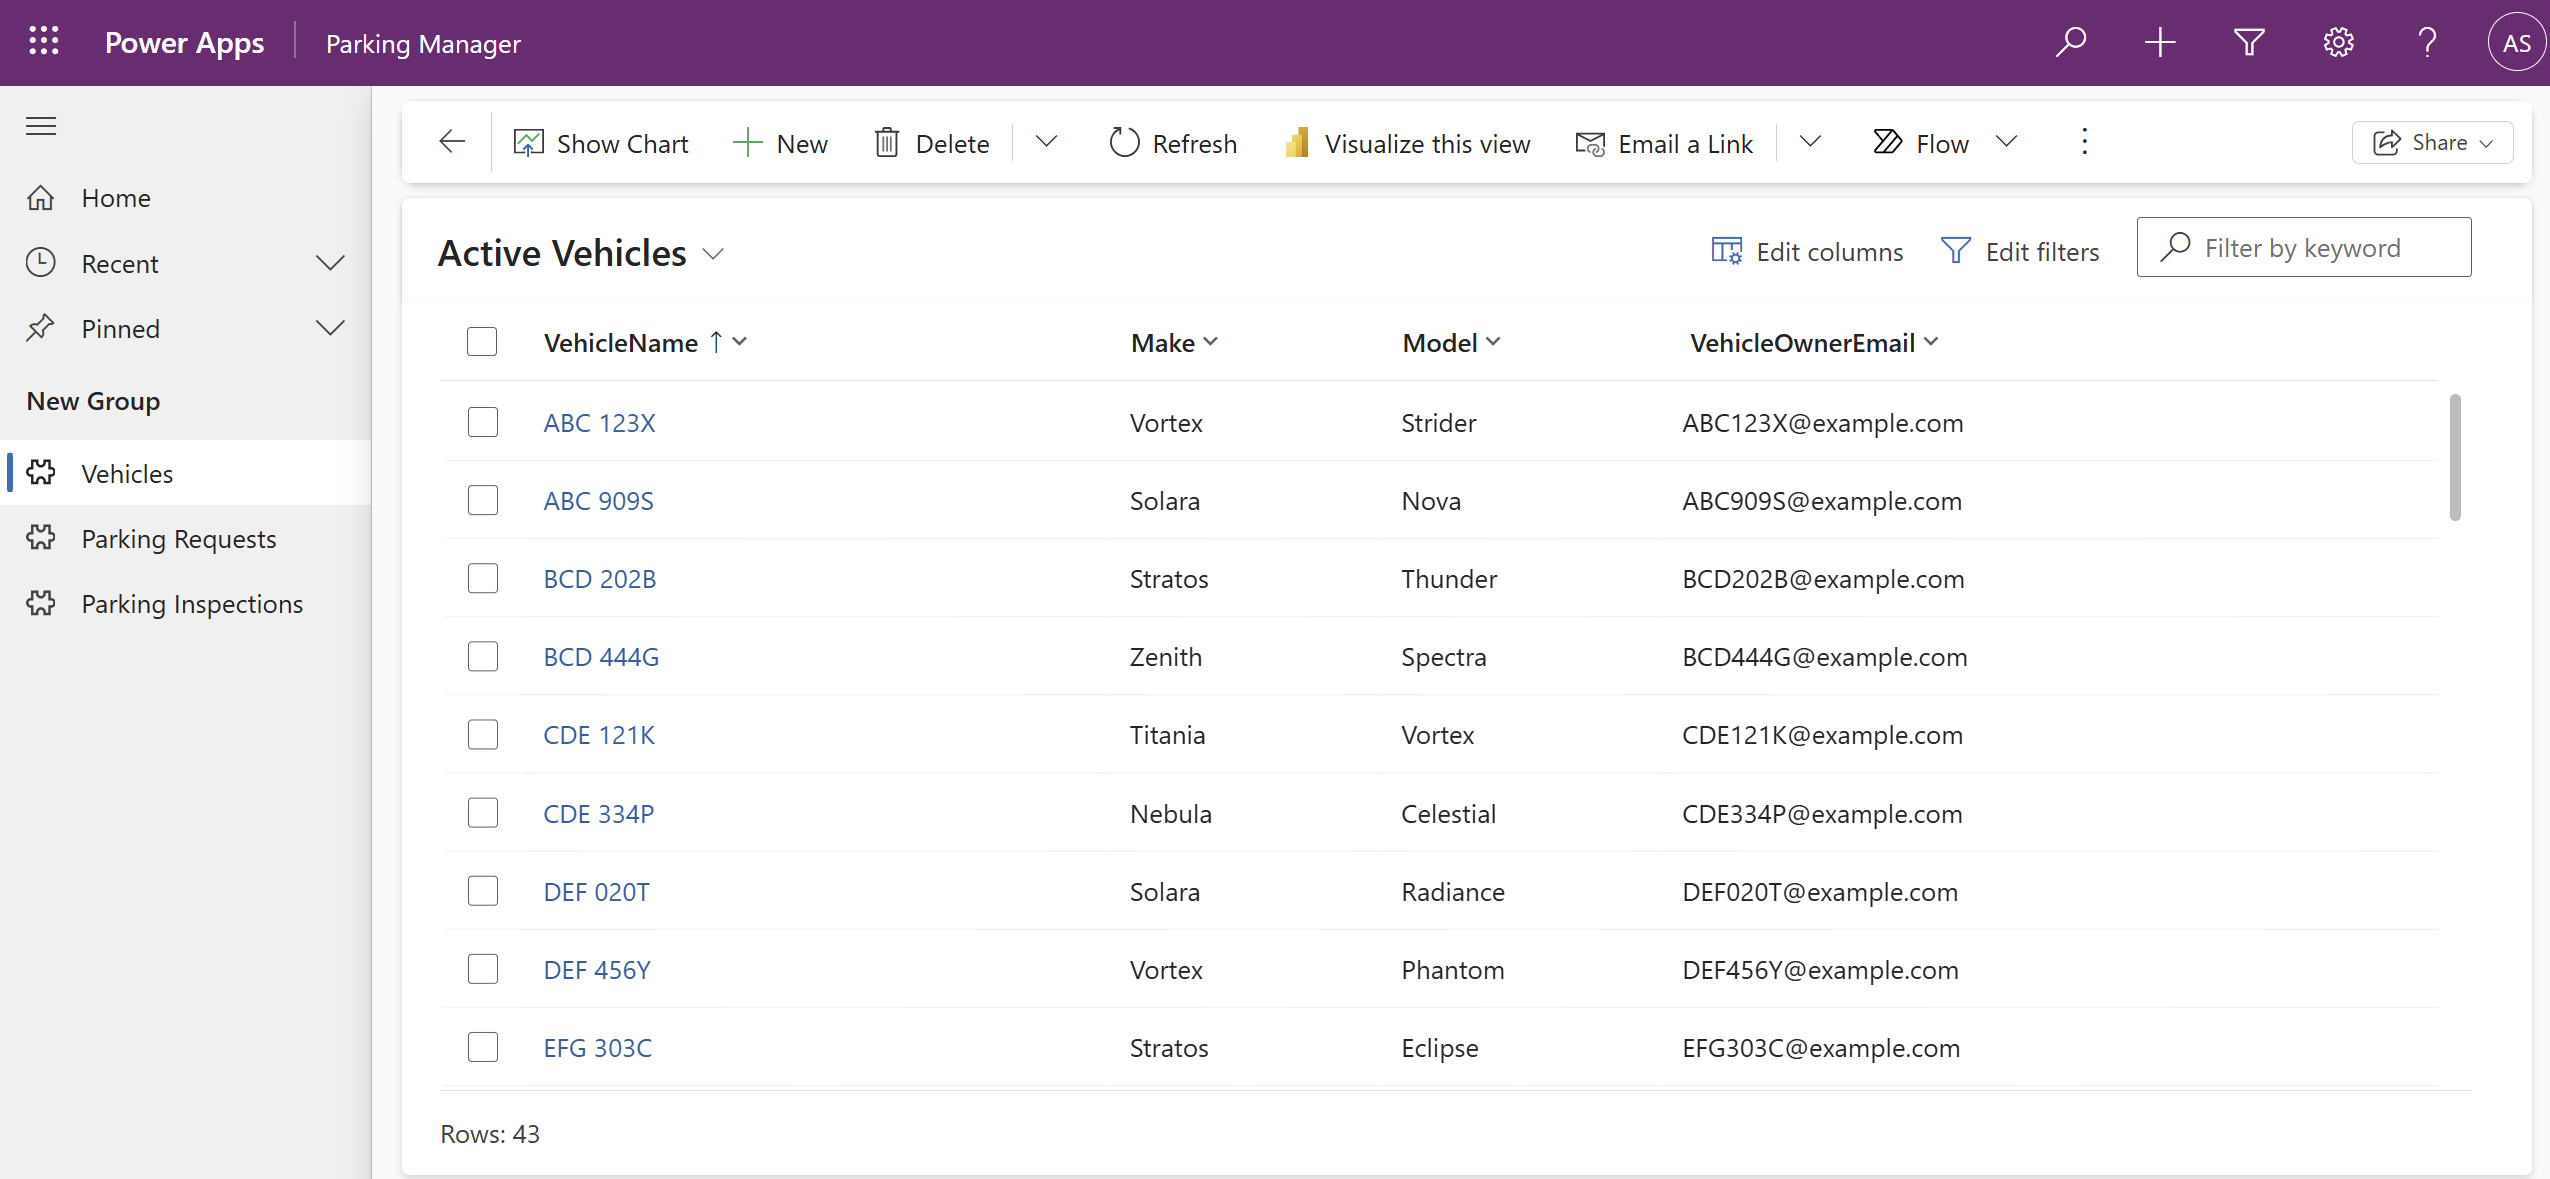 Power Apps Parking Manager AS
Show Chart New Delete Refresh Visualize this view Email a Link Flow Share
Home
Recent
Pinned
New Group
Vehicles
Parking Requests
Parking Inspections
Active Vehicles Edit columns Edit filters Filter by keyword
VehicleName Make Model VehicleOwnerEmail
ABC 123X Vortex Strider ABC123X@example.com
ABC 909S Solara Nova ABC909S@example.com
BCD 202B Stratos Thunder BCD202B@example.com
BCD 444G Zenith Spectra BCD444G@example.com
CDE 121K Titania Vortex CDE121K@example.com
CDE 334P Nebula Celestial CDE334P@example.com
DEF 020T Solara Radiance DEF020T@example.com
DEF 456Y Vortex Phantom DEF456Y@example.com
EFG 303C Stratos Eclipse EFG303C@example.com
Rows: 43